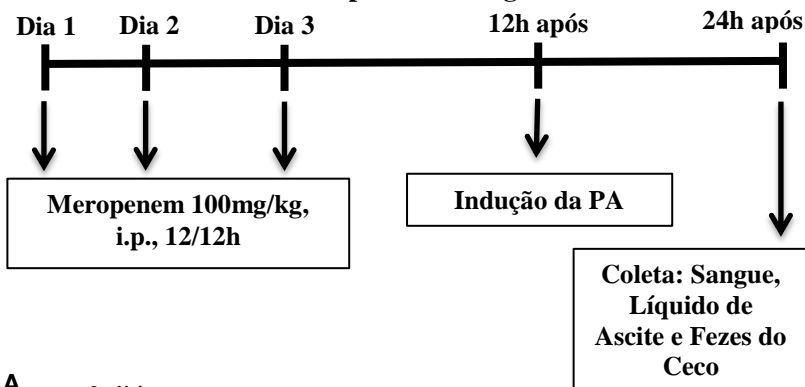 Dia 1 Dia 2 Dia 3 12h após 24h após
Meropenem 100mg/kg,
i.p., 12/12h
Indução da PA
Coleta: Sangue,
Líquido de
Ascite e Fezes do
Ceco
A